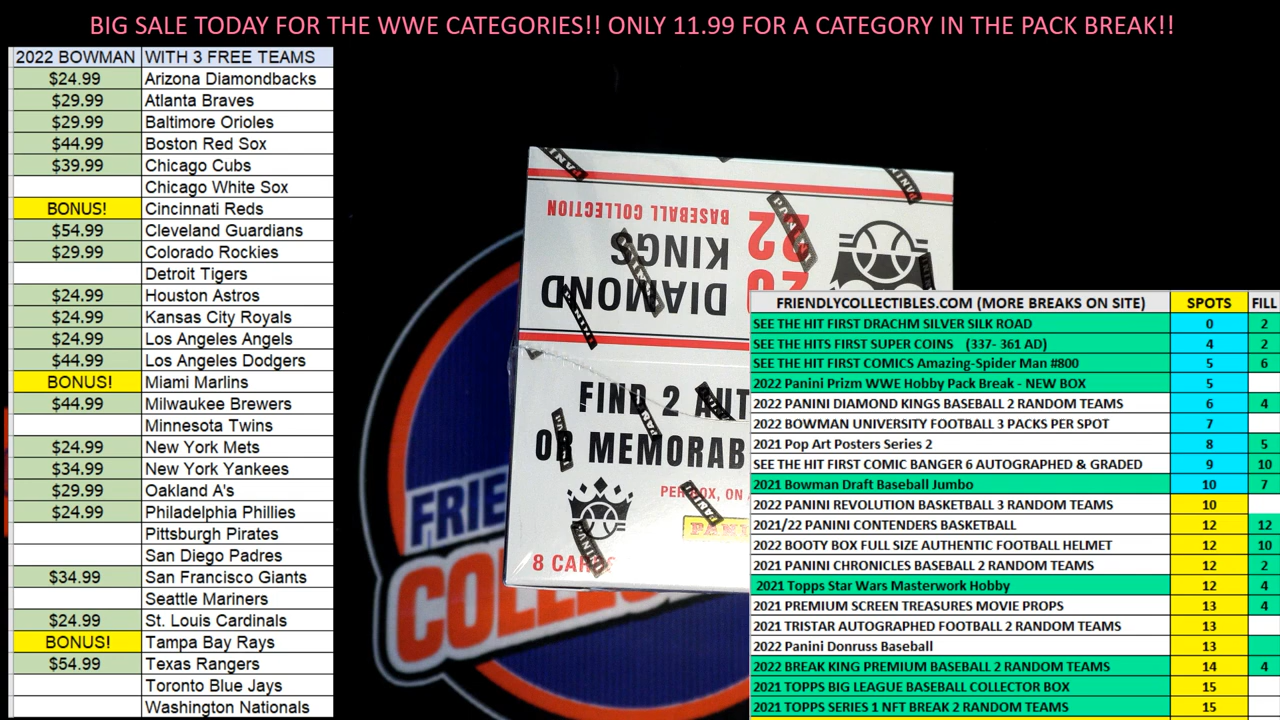 BIG SALE TODAY FOR THE WWE CATEGORIES!! ONLY 11.99 FOR A CATEGORY IN THE PACK BREAK!!
2022 BOWMAN WITH 3 FREE TEAMS
$24.99 Arizona Diamondbacks
$29.99 Atlanta Braves
$29.99 Baltimore Orioles
$44.99 Boston Red Sox
$39.99 Chicago Cubs
Chicago White Sox
BONUS! Cincinnati Reds
$54.99 Cleveland Guardians
$29.99 Colorado Rockies
Detroit Tigers
$24.99 Houston Astros
$24.99 Kansas City Royals
$24.99 Los Angeles Angels
$44.99 Los Angeles Dodgers
BONUS! Miami Marlins
$44.99 Milwaukee Brewers
Minnesota Twins
$24.99 New York Mets
$34.99 New York Yankees
$29.99 Oakland A's
$24.99 Philadelphia Phillies
Pittsburgh Pirates
San Diego Padres
$34.99 San Francisco Giants
Seattle Mariners
$24.99 St. Louis Cardinals
BONUS! Tampa Bay Rays
$54.99 Texas Rangers
Toronto Blue Jays
Washington Nationals
BASEBALL COLLECTION
DIAMOND
KINGS
20
22
FIND 2 AUT
OR MEMORAB
PER BOX, ON
PANINI
8 CARDS
FRIE
COLLEC
FRIENDLYCOLLECTIBLES.COM (MORE BREAKS ON SITE) SPOTS FILL
SEE THE HIT FIRST DRACHM SILVER SILK ROAD 0 2
SEE THE HITS FIRST SUPER COINS (337- 361 AD) 4 2
SEE THE HIT FIRST COMICS Amazing-Spider Man #800 5 6
2022 Panini Prizm WWE Hobby Pack Break - NEW BOX 5
2022 PANINI DIAMOND KINGS BASEBALL 2 RANDOM TEAMS 6 4
2022 BOWMAN UNIVERSITY FOOTBALL 3 PACKS PER SPOT 7
2021 Pop Art Posters Series 2 8 5
SEE THE HIT FIRST COMIC BANGER 6 AUTOGRAPHED & GRADED 9 10
2021 Bowman Draft Baseball Jumbo 10 7
2022 PANINI REVOLUTION BASKETBALL 3 RANDOM TEAMS 10
2021/22 PANINI CONTENDERS BASKETBALL 12 12
2022 BOOTY BOX FULL SIZE AUTHENTIC FOOTBALL HELMET 12 10
2021 PANINI CHRONICLES BASEBALL 2 RANDOM TEAMS 12 2
2021 Topps Star Wars Masterwork Hobby 12 4
2021 PREMIUM SCREEN TREASURES MOVIE PROPS 13 4
2021 TRISTAR AUTOGRAPHED FOOTBALL 2 RANDOM TEAMS 13
2022 Panini Donruss Baseball 13
2022 BREAK KING PREMIUM BASEBALL 2 RANDOM TEAMS 14 4
2021 TOPPS BIG LEAGUE BASEBALL COLLECTOR BOX 15
2021 TOPPS SERIES 1 NFT BREAK 2 RANDOM TEAMS 15